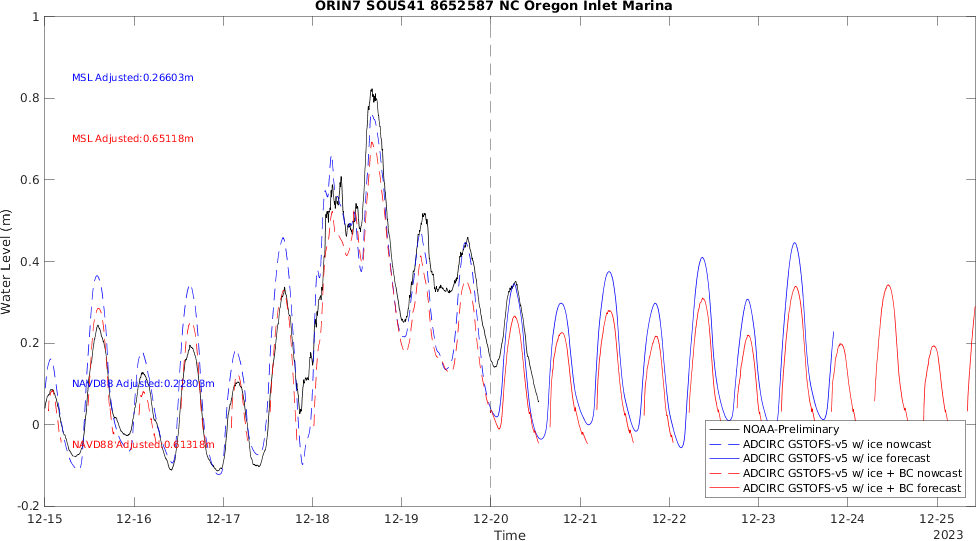 ORIN7 SOUS41 8652587 NC Oregon Inlet Marina
1
0.8
0.6
0.4
0.2
0
-0.2
Water Level (m)
MSL Adjusted:0.26603m
MSL Adjusted:0.65118m
NAVD88 Adjusted:0.22803m
NAVD88 Adjusted:0.61318m
NOAA-Preliminary
ADCIRC GSTOFS-v5 w/ ice nowcast
ADCIRC GSTOFS-v5 w/ ice forecast
ADCIRC GSTOFS-v5 w/ ice + BC nowcast
ADCIRC GSTOFS-v5 w/ ice + BC forecast
12-15 12-16 12-17 12-18 12-19 12-20 12-21 12-22 12-23 12-24 12-25
Time
2023